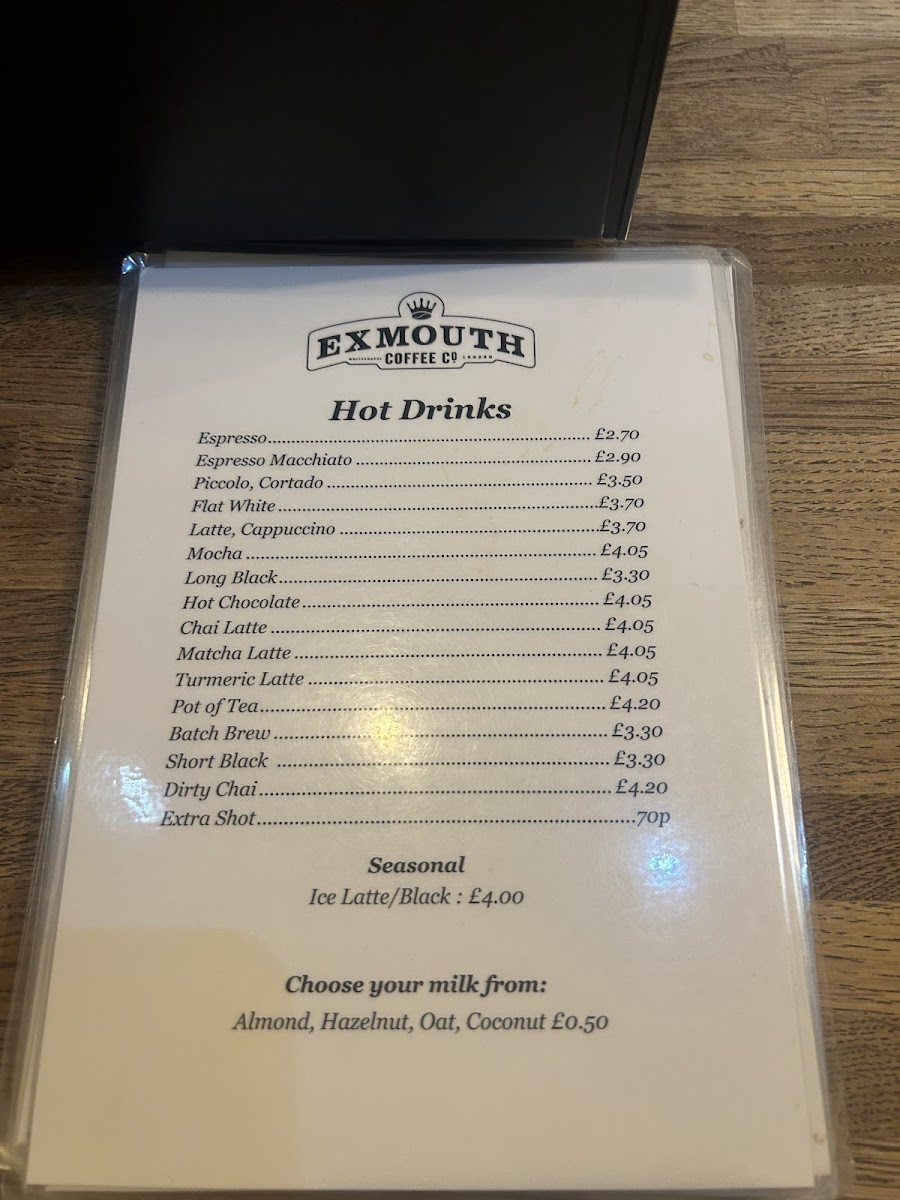 EXMOUTH
WHITECHAPEL COFFEE Co LONDON
Hot Drinks
Espresso.................................................................................. £2.70
Espresso Macchiato ............................................................ £2.90
Piccolo, Cortado .................................................................. £3.50
Flat White..............................................................................£3.70
Latte, Cappuccino ...............................................................£3.70
Mocha .................................................................................... £4.05
Long Black............................................................................ £3.30
Hot Chocolate...................................................................... £4.05
Chai Latte ............................................................................. £4.05
Matcha Latte ....................................................................... £4.05
Turmeric Latte .................................................................... £4.05
Pot of Tea.............................................................................. £4.20
Batch Brew ........................................................................... £3.30
Short Black .......................................................................... £3.30
Dirty Chai............................................................................. £4.20
Extra Shot.................................................................................70p
Seasonal
Ice Latte/Black : £4.00
Choose your milk from:
Almond, Hazelnut, Oat, Coconut £0.50